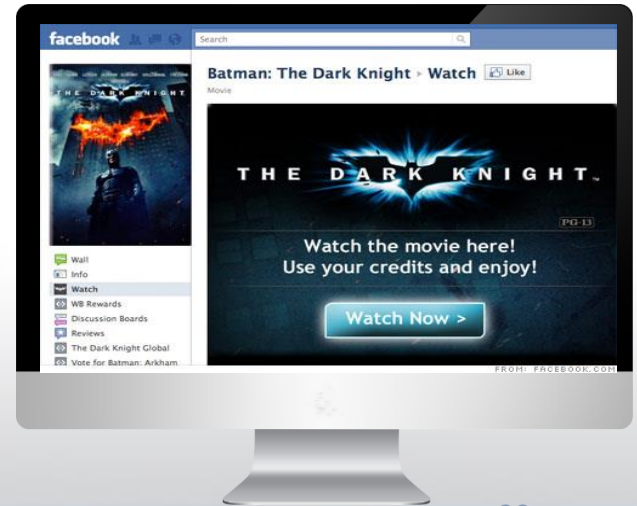 facebook
Search
Batman: The Dark Knight ▸ Watch
Like
Movie
THE DARK KNIGHT
THE DARK KNIGHT™
PG-13
Watch the movie here!
Use your credits and enjoy!
Watch Now >
Wall
Info
Watch
WB Rewards
Discussion Boards
Reviews
The Dark Knight Global
Vote for Batman: Arkham
FROM: FACEBOOK.COM